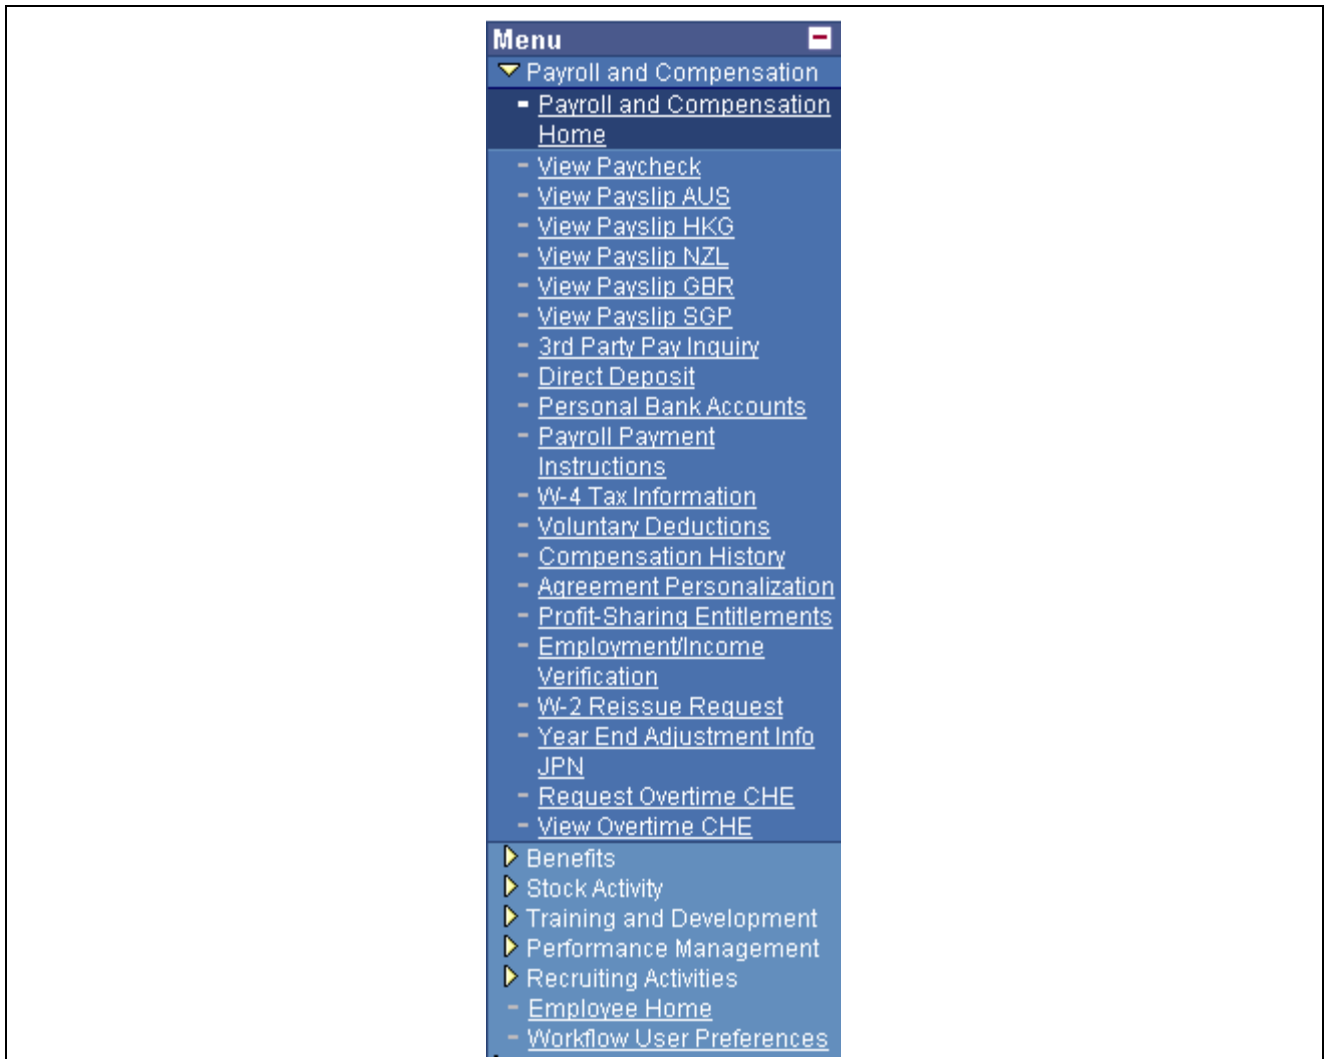 Menu
Payroll and Compensation
Payroll and Compensation
Home
View Paycheck
View Payslip AUS
View Payslip HKG
View Payslip NZL
View Payslip GBR
View Payslip SGP
3rd Party Pay Inquiry
Direct Deposit
Personal Bank Accounts
Payroll Payment
Instructions
W-4 Tax Information
Voluntary Deductions
Compensation History
Agreement Personalization
Profit-Sharing Entitlements
Employment/Income
Verification
W-2 Reissue Request
Year End Adjustment Info
JPN
Request Overtime CHE
View Overtime CHE
Benefits
Stock Activity
Training and Development
Performance Management
Recruiting Activities
Employee Home
Workflow User Preferences